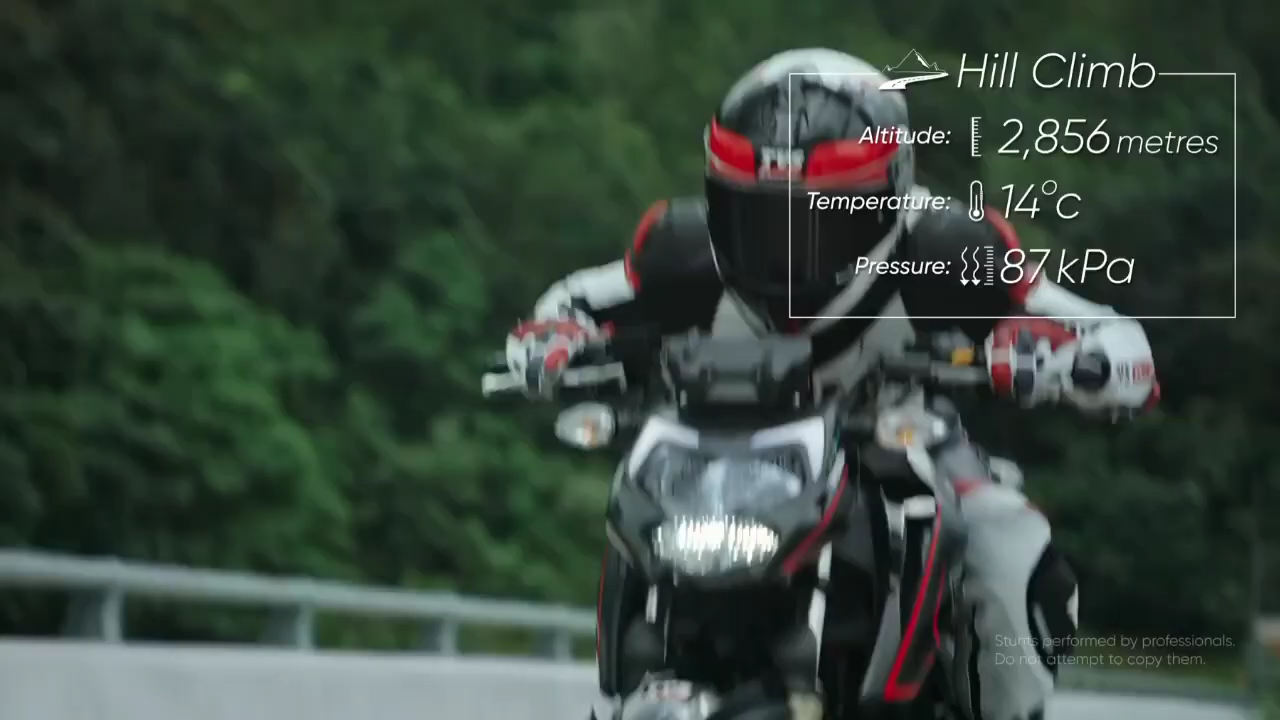 Hill Climb
Altitude: 2,856 metres
Temperature: 14°c
Pressure: 87 kPa
Stunts performed by professionals.
Do not attempt to copy them.